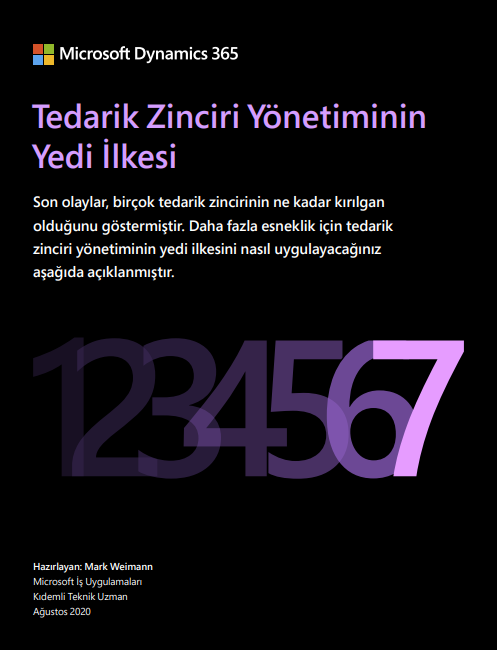 Microsoft Dynamics 365
Tedarik Zinciri Yönetiminin
Yedi İlkesi
Son olaylar, birçok tedarik zincirinin ne kadar kırılgan
olduğunu göstermiştir. Daha fazla esneklik için tedarik
zinciri yönetiminin yedi ilkesini nasıl uygulayacağınız
aşağıda açıklanmıştır.
1234567
Hazırlayan: Mark Weimann
Microsoft İş Uygulamaları
Kıdemli Teknik Uzman
Ağustos 2020